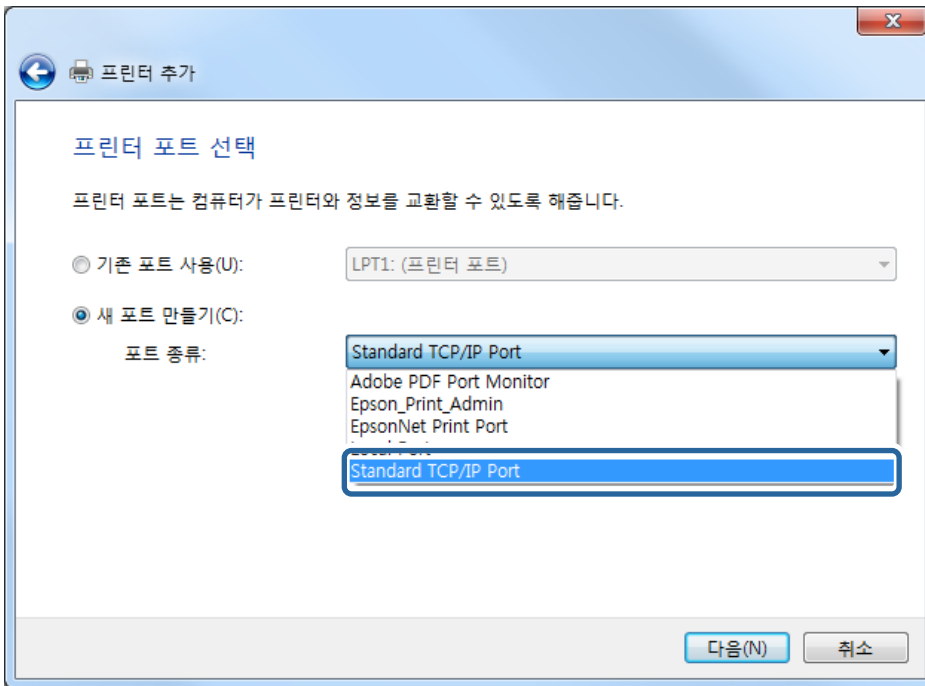 프린터 추가
프린터 포트 선택
프린터 포트는 컴퓨터가 프린터와 정보를 교환할 수 있도록 해줍니다.
기존 포트 사용(U): LPT1: (프린터 포트)
새 포트 만들기(C):
포트 종류: Standard TCP/IP Port
Adobe PDF Port Monitor
Epson_Print_Admin
EpsonNet Print Port
Local Port
Standard TCP/IP Port
다음(N) 취소